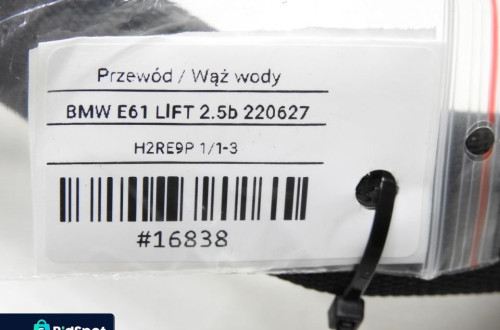 Przewód / Wąż wody
BMW E61 LIFT 2.5b 220627
H2RE9P 1/1-3
#16838